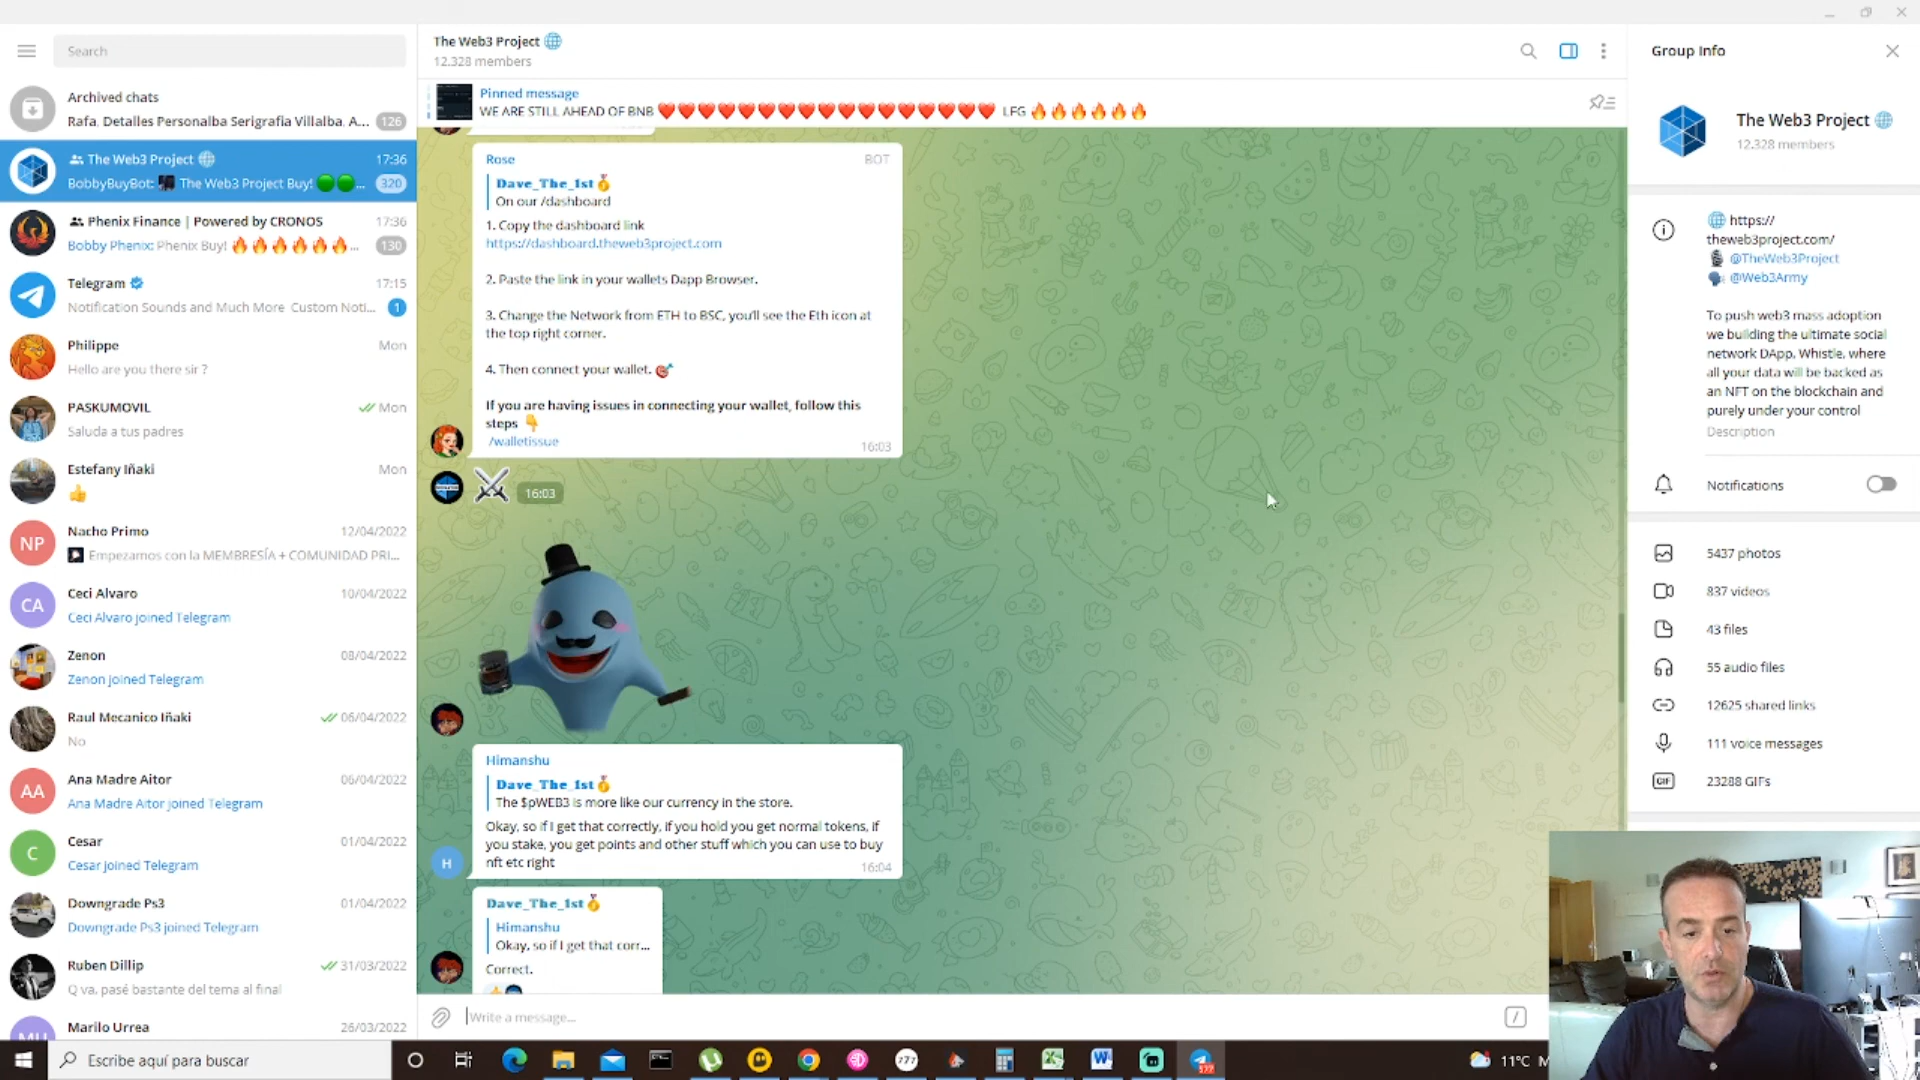 Search
Archived chats
Rafa, Detalles Personalba Serigrafia Villalba, A... 126
The Web3 Project 17:36
BobbyBuyBot: The Web3 Project Buy! ... 320
Phenix Finance | Powered by CRONOS 17:36
Bobby Phenix: Phenix Buy! ... 130
Telegram 17:15
Notification Sounds and Much More Custom Noti... 1
Philippe Mon
Hello are you there sir ?
PASKUMOVIL Mon
Saluda a tus padres
Estefany Iñaki Mon
👍
NP
Nacho Primo 12/04/2022
Empezamos con la MEMBRESÍA + COMUNIDAD PRI...
CA
Ceci Alvaro 10/04/2022
Ceci Alvaro joined Telegram
Zenon 08/04/2022
Zenon joined Telegram
Raul Mecanico Iñaki 06/04/2022
No
AA
Ana Madre Aitor 06/04/2022
Ana Madre Aitor joined Telegram
C
Cesar 01/04/2022
Cesar joined Telegram
Downgrade Ps3 01/04/2022
Downgrade Ps3 joined Telegram
Ruben Dillip 31/03/2022
Q va, pasé bastante del tema al final
Marilo Urrea 26/03/2022
The Web3 Project 🌐
12.328 members
Pinned message
WE ARE STILL AHEAD OF BNB ❤️❤️❤️❤️❤️❤️❤️❤️❤️❤️❤️❤️❤️❤️❤️❤️❤️ LFG 🔥🔥🔥🔥🔥🔥
Rose BOT
Dave_The_1st🥇
On our /dashboard
1. Copy the dashboard link
https://dashboard.theweb3project.com
2. Paste the link in your wallets Dapp Browser.
3. Change the Network from ETH to BSC, you'll see the Eth icon at
the top right corner.
4. Then connect your wallet. 🎯
If you are having issues in connecting your wallet, follow this
steps 👇
/walletissue 16:03
⚔️ 16:03
Himanshu
Dave_The_1st🥇
The $pWEB3 is more like our currency in the store.
Okay, so if I get that correctly, if you hold you get normal tokens, if
you stake, you get points and other stuff which you can use to buy
nft etc right 16:04
H
Dave_The_1st🥇
Himanshu
Okay, so if I get that corr...
Correct.
Write a message...
Group Info
The Web3 Project 🌐
12.328 members
🌐 https://
theweb3project.com/
@TheWeb3Project
@Web3Army
To push web3 mass adoption
we building the ultimate social
network DApp, Whistle, where
all your data will be backed as
an NFT on the blockchain and
purely under your control
Description
Notifications
5437 photos
837 videos
43 files
55 audio files
12625 shared links
111 voice messages
GIF 23288 GIFs
Escribe aquí para buscar
777
11°C M